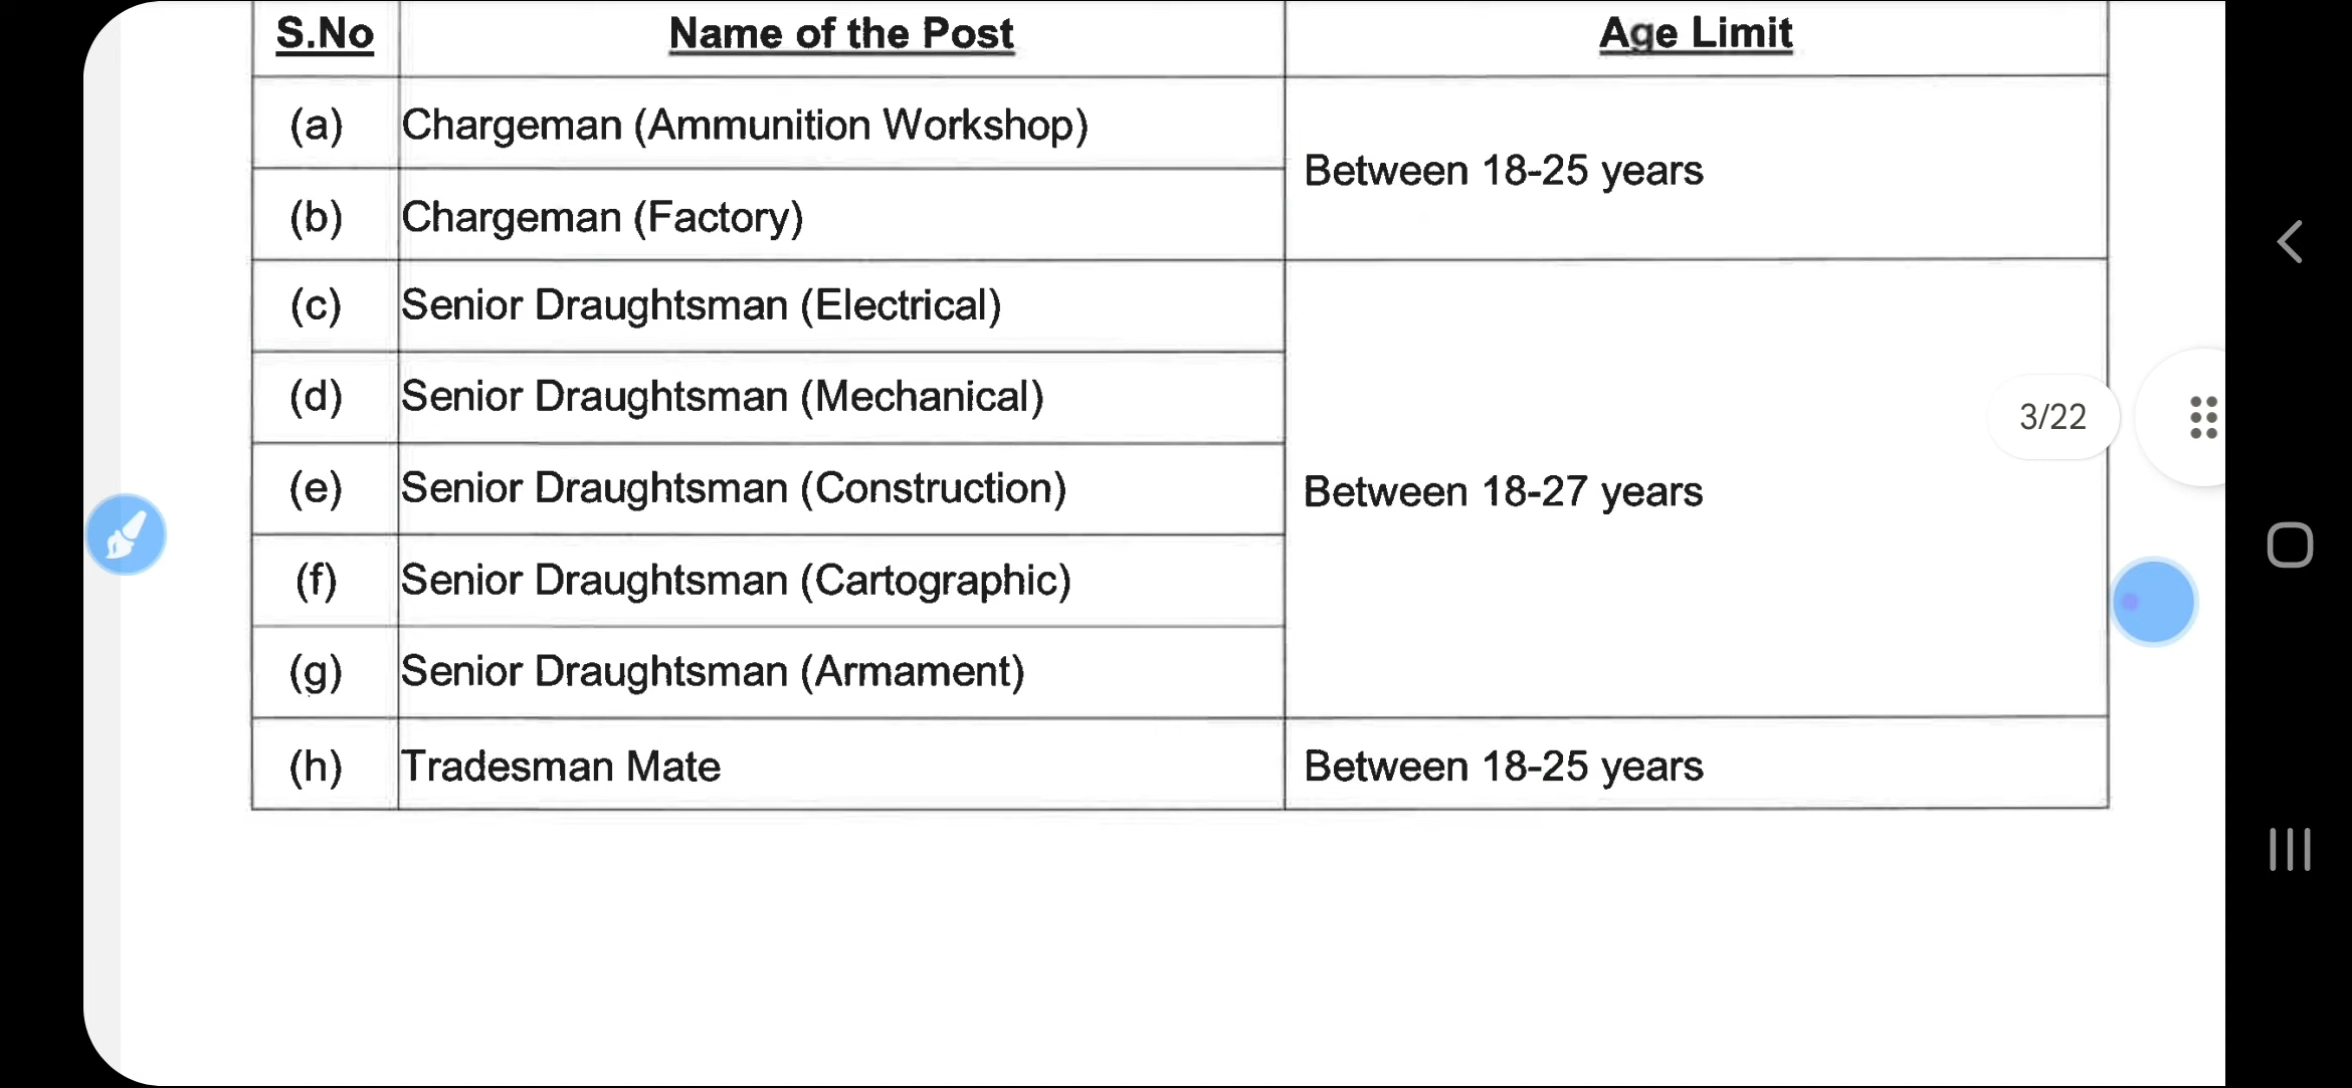 S.No Name of the Post Age Limit
(a) Chargeman (Ammunition Workshop)
Between 18-25 years
(b) Chargeman (Factory)
(c) Senior Draughtsman (Electrical)
(d) Senior Draughtsman (Mechanical)
3/22
(e) Senior Draughtsman (Construction) Between 18-27 years
(f) Senior Draughtsman (Cartographic)
(g) Senior Draughtsman (Armament)
(h) Tradesman Mate Between 18-25 years